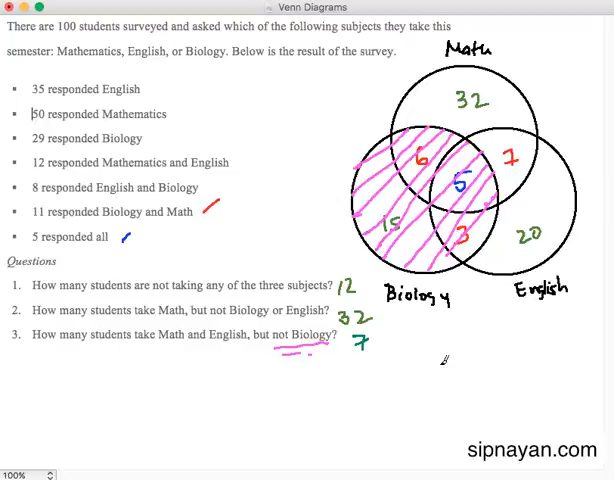 Venn Diagrams
There are 100 students surveyed and asked which of the following subjects they take this
semester: Mathematics, English, or Biology. Below is the result of the survey.
Math
▪ 35 responded English
32
▪ 50 responded Mathematics
▪ 29 responded Biology
6
7
▪ 12 responded Mathematics and English
5
▪ 8 responded English and Biology
▪ 11 responded Biology and Math
15
3
20
▪ 5 responded all
Questions
1. How many students are not taking any of the three subjects? 12
Biology
English
2. How many students take Math, but not Biology or English? 32
3. How many students take Math and English, but not Biology? 7
sipnayan.com
100%